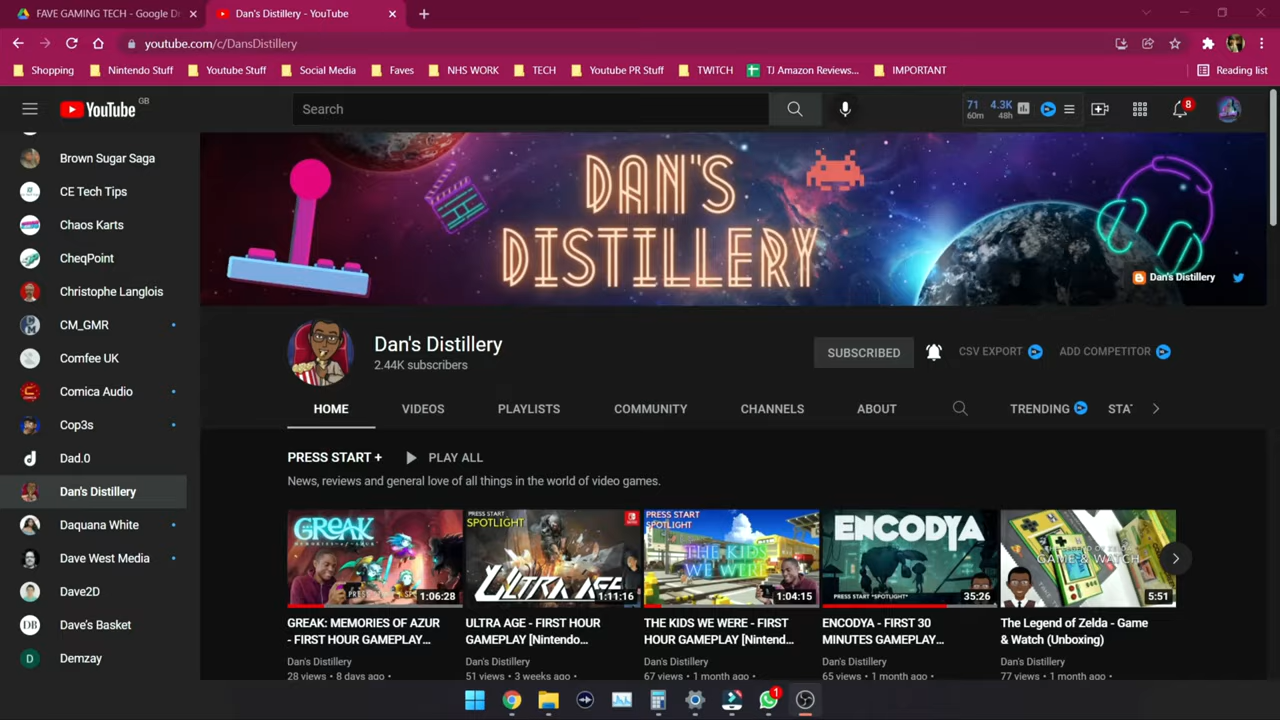 FAVE GAMING TECH - Google Dr
Dan's Distillery - YouTube
youtube.com/c/DansDistillery
Shopping
Nintendo Stuff
Youtube Stuff
Social Media
Faves
NHS WORK
TECH
Youtube PR Stuff
TWITCH
TJ Amazon Reviews...
IMPORTANT
Reading list
YouTube GB
Search
71 60m
4.3K 48h
8
Brown Sugar Saga
CE Tech Tips
Chaos Karts
CheqPoint
Christophe Langlois
CM_GMR
Comfee UK
Comica Audio
Cop3s
Dad.0
Dan's Distillery
Daquana White
Dave West Media
Dave2D
DB Dave's Basket
D Demzay
DAN'S
DISTILLERY
Dan's Distillery
Dan's Distillery
2.44K subscribers
SUBSCRIBED
CSV EXPORT
ADD COMPETITOR
HOME
VIDEOS
PLAYLISTS
COMMUNITY
CHANNELS
ABOUT
TRENDING
STAT
PRESS START +
PLAY ALL
News, reviews and general love of all things in the world of video games.
GREAK
1:06:28
GREAK: MEMORIES OF AZUR
- FIRST HOUR GAMEPLAY...
Dan's Distillery
28 views • 8 days ago
PRESS START
SPOTLIGHT
ULTRA AGE
1:11:16
ULTRA AGE - FIRST HOUR
GAMEPLAY [Nintendo...
Dan's Distillery
51 views • 3 weeks ago
PRESS START
SPOTLIGHT
THE KIDS
WE WERE
1:04:15
THE KIDS WE WERE - FIRST
HOUR GAMEPLAY [Nintend...
Dan's Distillery
67 views • 1 month ago
ENCODYA
PRESS START *SPOTLIGHT*
35:26
ENCODYA - FIRST 30
MINUTES GAMEPLAY...
Dan's Distillery
65 views • 1 month ago
GAME & WATCH
5:51
The Legend of Zelda - Game
& Watch (Unboxing)
Dan's Distillery
77 views • 1 month ago
1